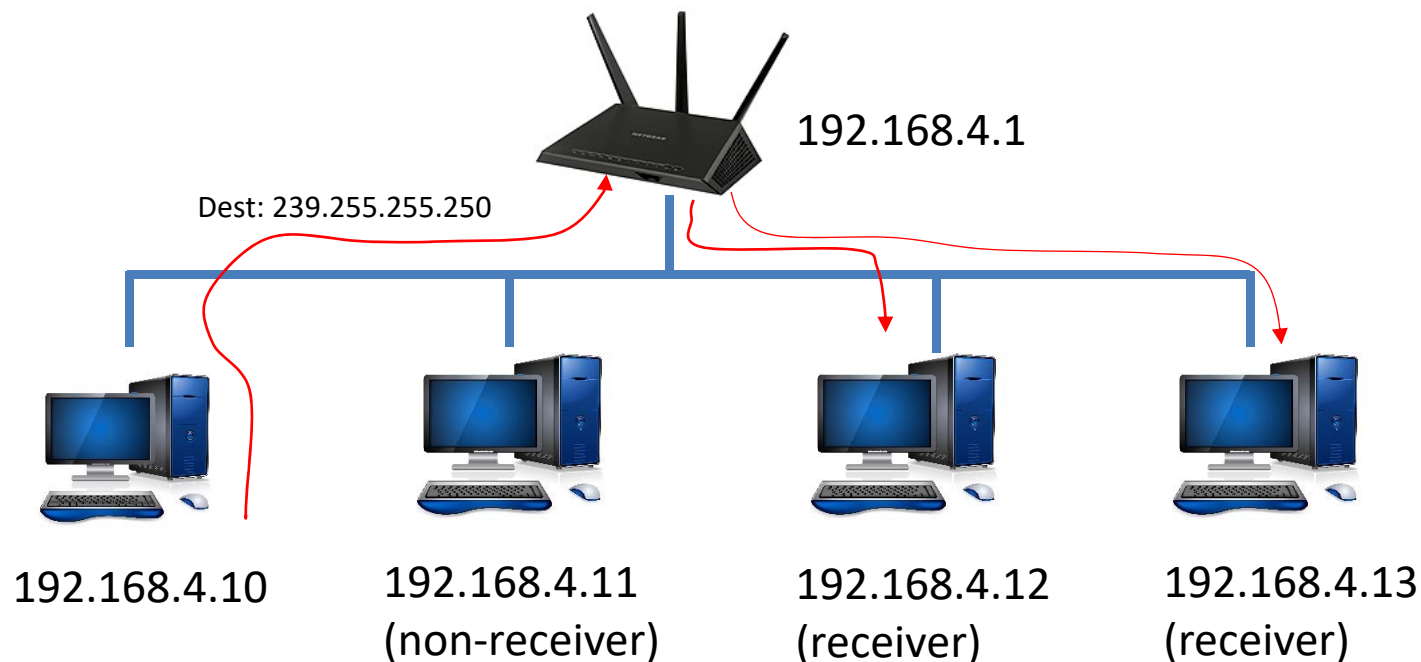 NETGEAR
192.168.4.1
Dest: 239.255.255.250
192.168.4.10
192.168.4.11
(non-receiver)
192.168.4.12
(receiver)
192.168.4.13
(receiver)